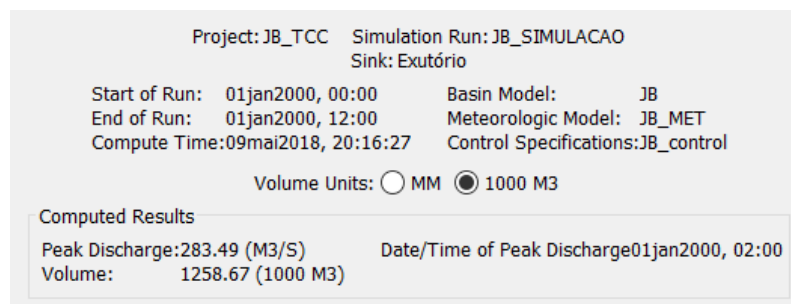 Project: JB_TCC Simulation Run: JB_SIMULACAO
Sink: Exutório
Start of Run: 01jan2000, 00:00 Basin Model: JB
End of Run: 01jan2000, 12:00 Meteorologic Model: JB_MET
Compute Time:09mai2018, 20:16:27 Control Specifications:JB_control
Volume Units: MM 1000 M3
Computed Results
Peak Discharge:283.49 (M3/S) Date/Time of Peak Discharge01jan2000, 02:00
Volume: 1258.67 (1000 M3)